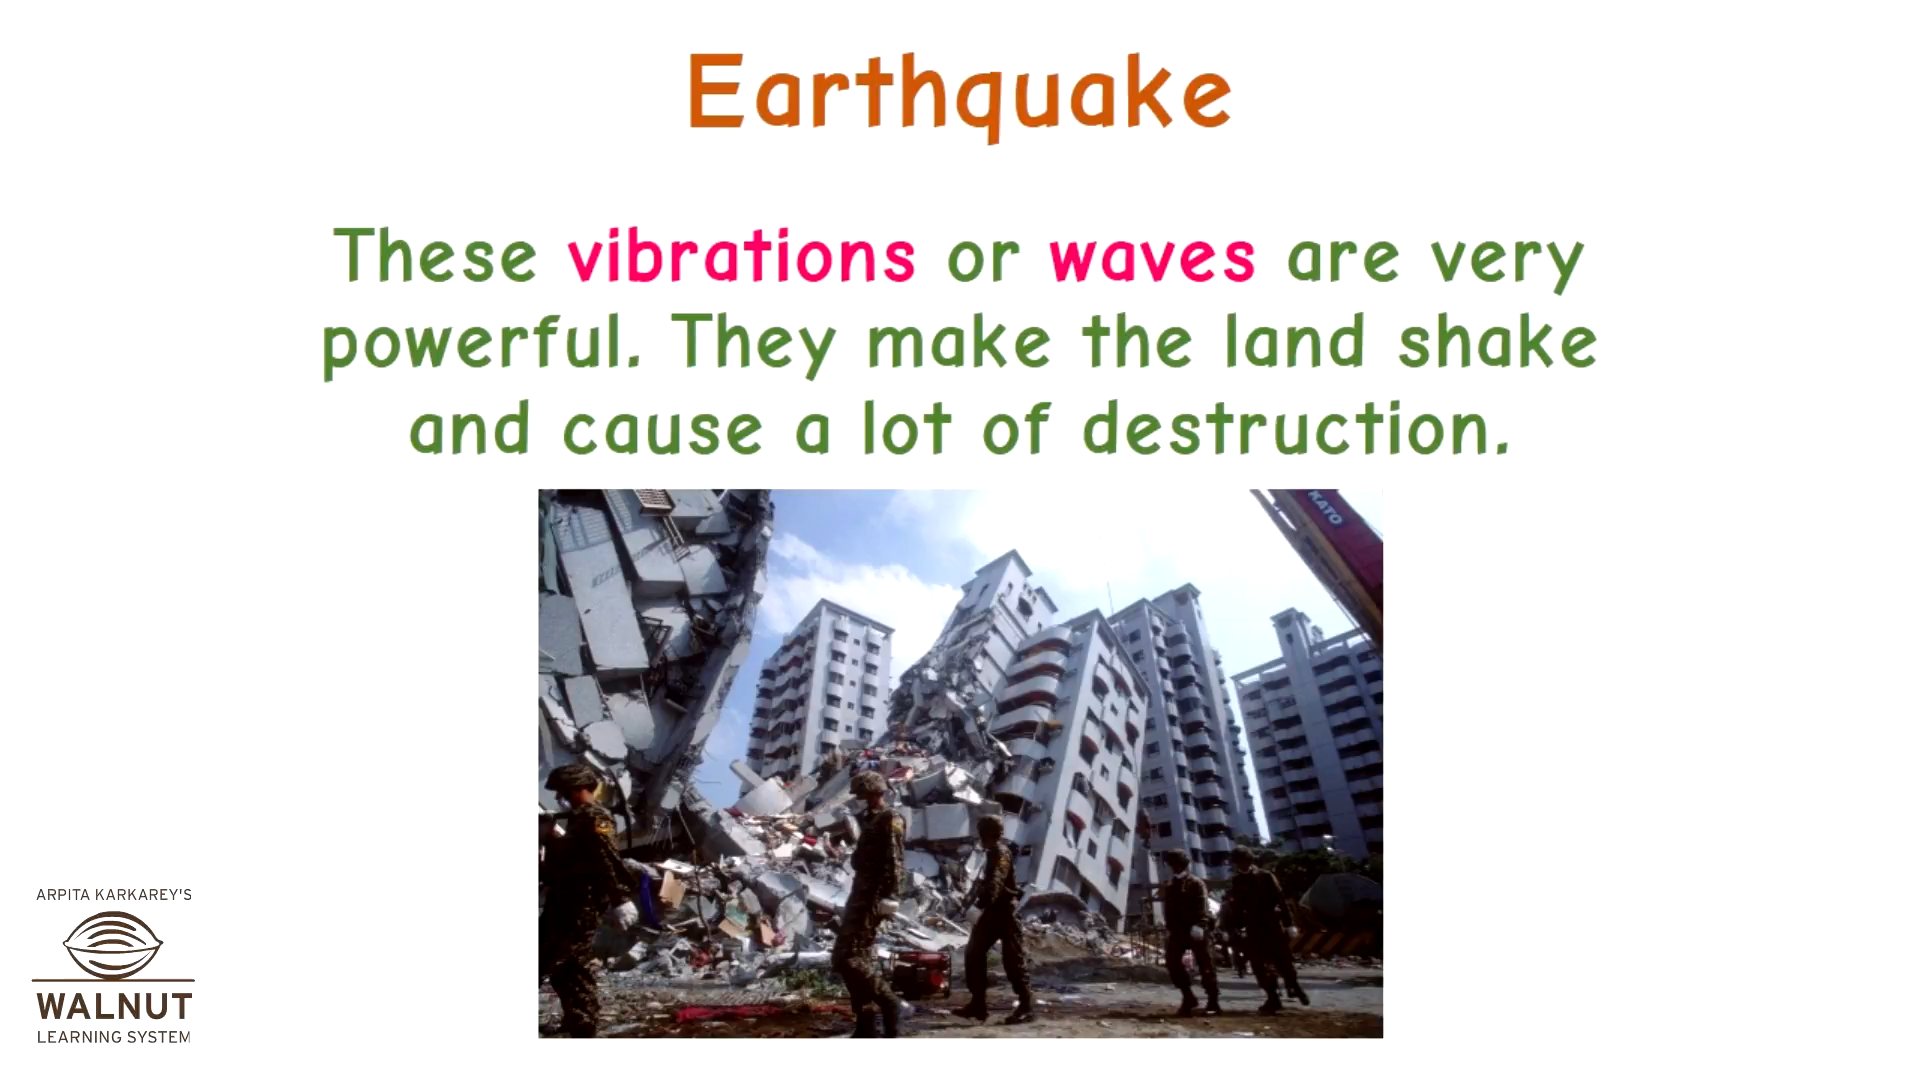 Earthquake
These vibrations or waves are very
powerful. They make the land shake
and cause a lot of destruction.
KATO
ARPITA KARKAREY'S
WALNUT
LEARNING SYSTEM